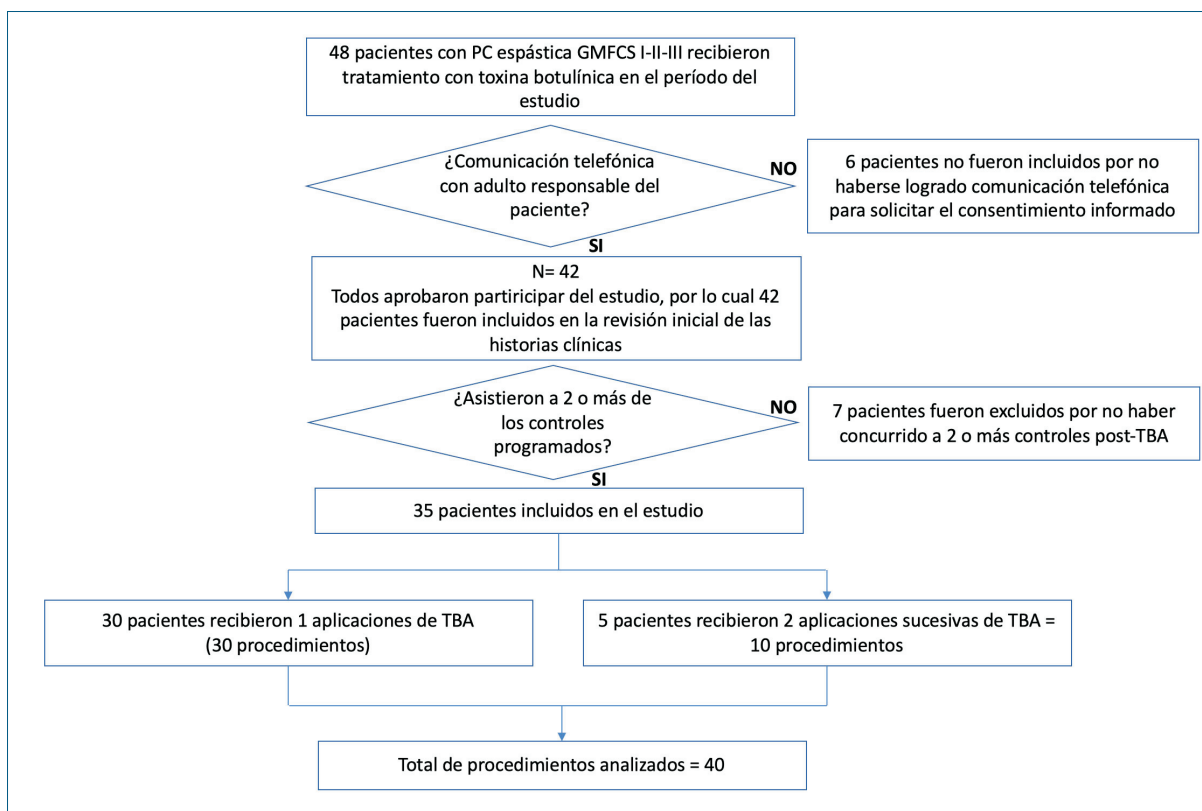 48 pacientes con PC espástica GMFCS I-II-III recibieron
tratamiento con toxina botulínica en el período del
estudio
¿Comunicación telefónica
con adulto responsable del
paciente?
NO
6 pacientes no fueron incluidos por no
haberse logrado comunicación telefónica
para solicitar el consentimiento informado
SI
N= 42
Todos aprobaron partiricipar del estudio, por lo cual 42
pacientes fueron incluidos en la revisión inicial de las
historias clínicas
¿Asistieron a 2 o más de
los controles
programados?
NO
7 pacientes fueron excluidos por no haber
concurrido a 2 o más controles post-TBA
SI
35 pacientes incluidos en el estudio
30 pacientes recibieron 1 aplicaciones de TBA
(30 procedimientos)
5 pacientes recibieron 2 aplicaciones sucesivas de TBA =
10 procedimientos
Total de procedimientos analizados = 40